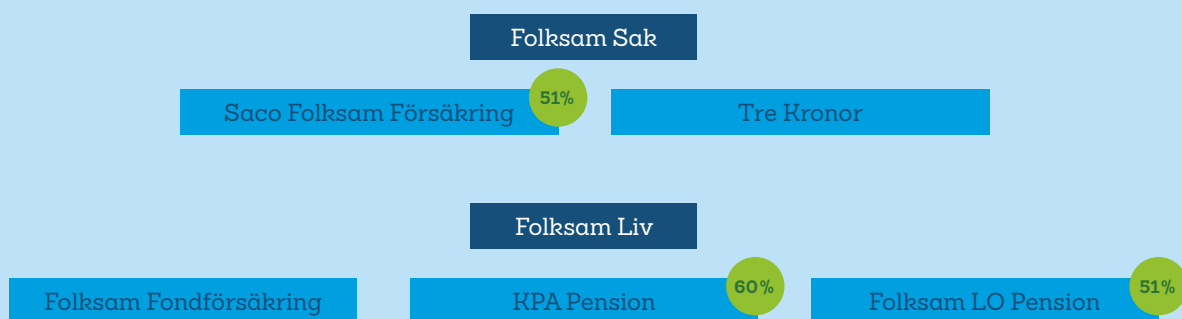 Folksam Sak
51%
Saco Folksam Försäkring
Tre Kronor
Folksam Liv
60%
51%
Folksam Fondförsäkring
KPA Pension
Folksam LO Pension